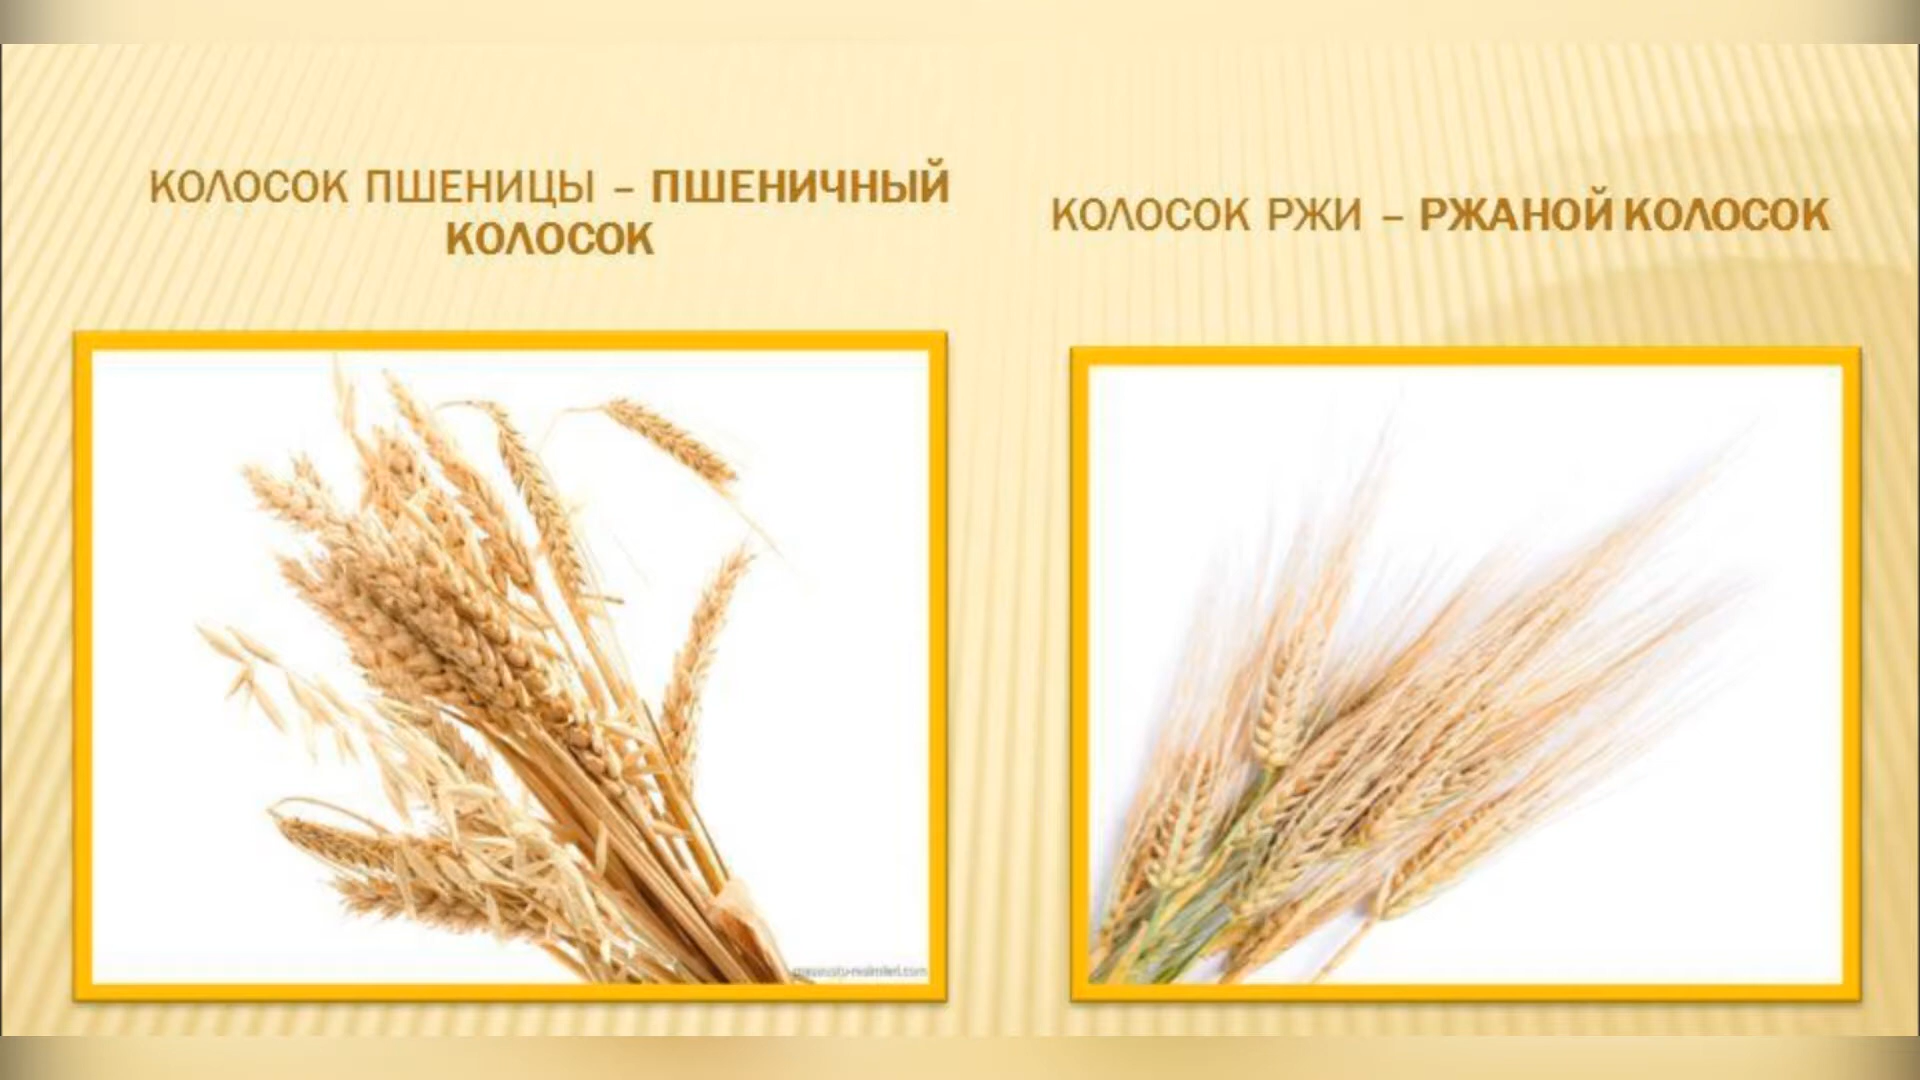 КОЛОСОК ПШЕНИЦЫ – ПШЕНИЧНЫЙ
КОЛОСОК
КОЛОСОК РЖИ – РЖАНОЙ КОЛОСОК